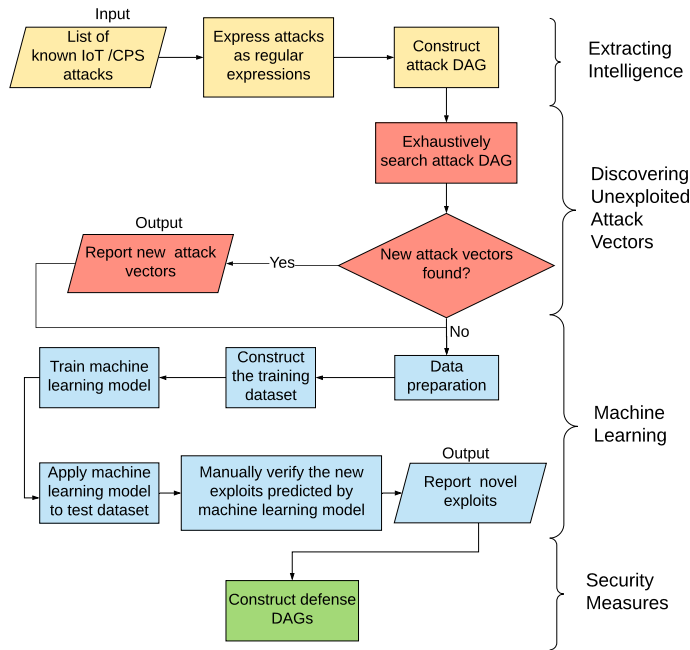 Input
List of
known IoT /CPS
attacks
Express attacks
as regular
expressions
Construct
attack DAG
Extracting
Intelligence
Exhaustively
search attack DAG
Discovering
Unexploited
Attack
Vectors
Output
Report new attack
vectors
Yes
New attack vectors
found?
No
Train machine
learning model
Construct
the training
dataset
Data
preparation
Machine
Learning
Apply machine
learning model
to test dataset
Manually verify the new
exploits predicted by
machine learning model
Output
Report novel
exploits
Construct defense
DAGs
Security
Measures